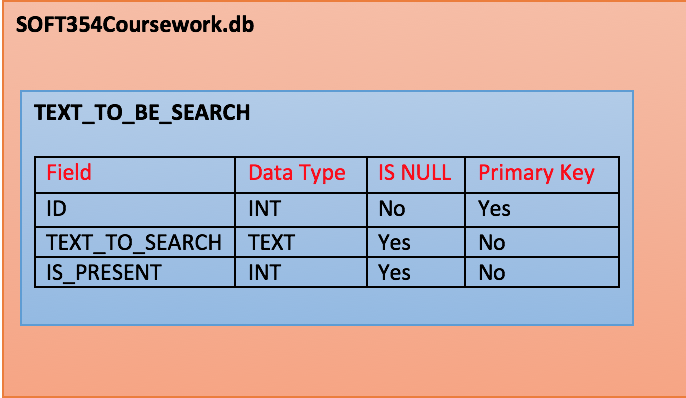 SOFT354Coursework.db
TEXT_TO_BE_SEARCH
Field Data Type IS NULL Primary Key
ID INT No Yes
TEXT_TO_SEARCH TEXT Yes No
IS_PRESENT INT Yes No